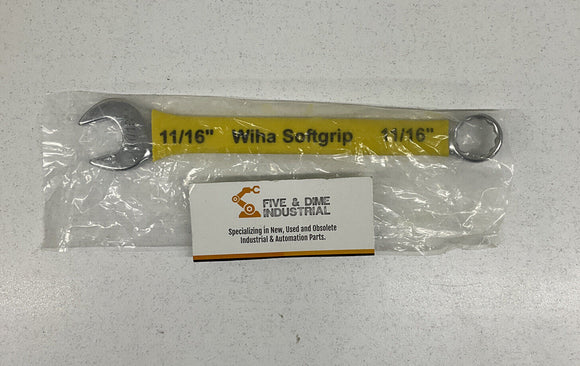 11/16" Wiha Softgrip 11/16"
FIVE & DIME
INDUSTRIAL
Specializing in New, Used and Obsolete
Industrial & Automation Parts.